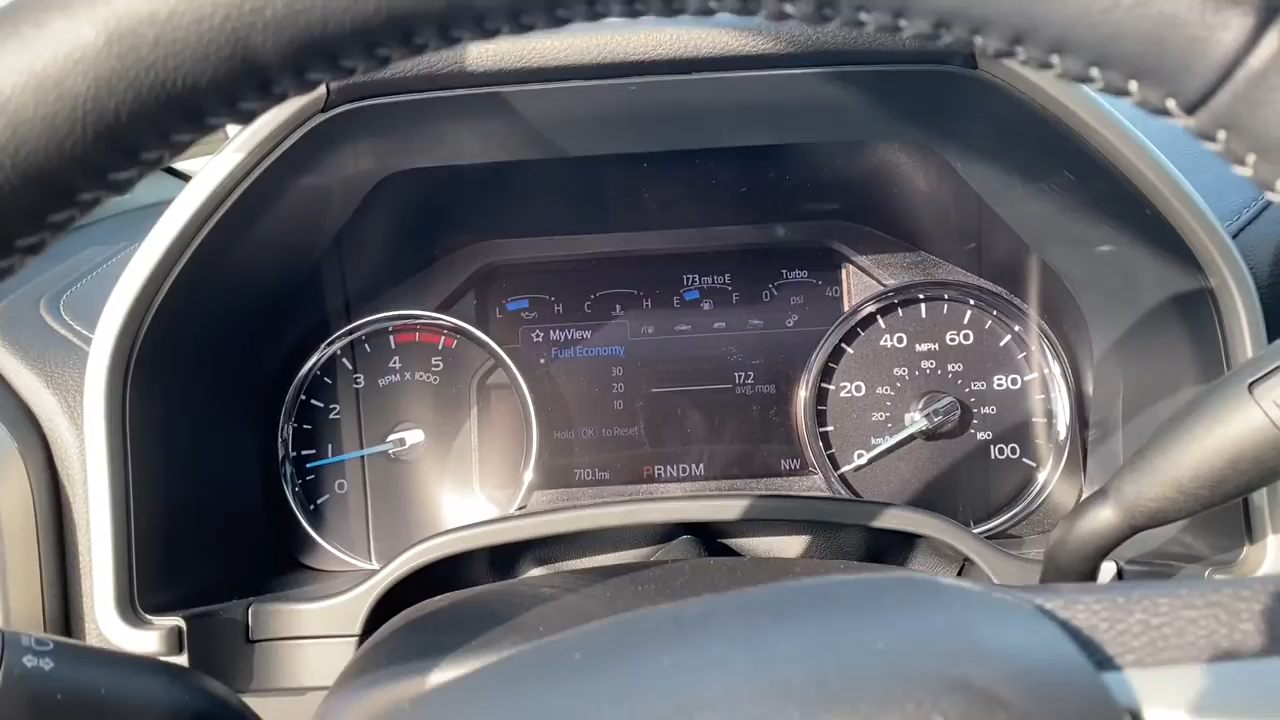 173 mi to E
Turbo
L H C H E F 0 40
psi
MyView
Fuel Economy
30
20
10
17.2
avg. mpg
Hold OK to Reset
710.1mi
PRNDM
NW
0 1 2 3 4 5
RPM X 1000
0 20 40 60 80 100
MPH
20 40 60 80 100 120 140 160